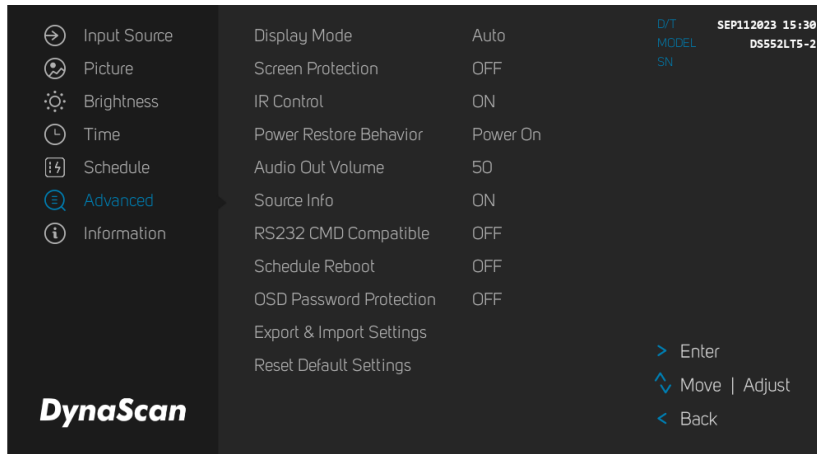 Input Source
Picture
Brightness
Time
Schedule
Advanced
Information
DynaScan
Display Mode Auto
Screen Protection OFF
IR Control ON
Power Restore Behavior Power On
Audio Out Volume 50
Source Info ON
RS232 CMD Compatible OFF
Schedule Reboot OFF
OSD Password Protection OFF
Export & Import Settings
Reset Default Settings
D/T SEP112023 15:30
MODEL DS552LT5-2
SN
> Enter
Move | Adjust
< Back